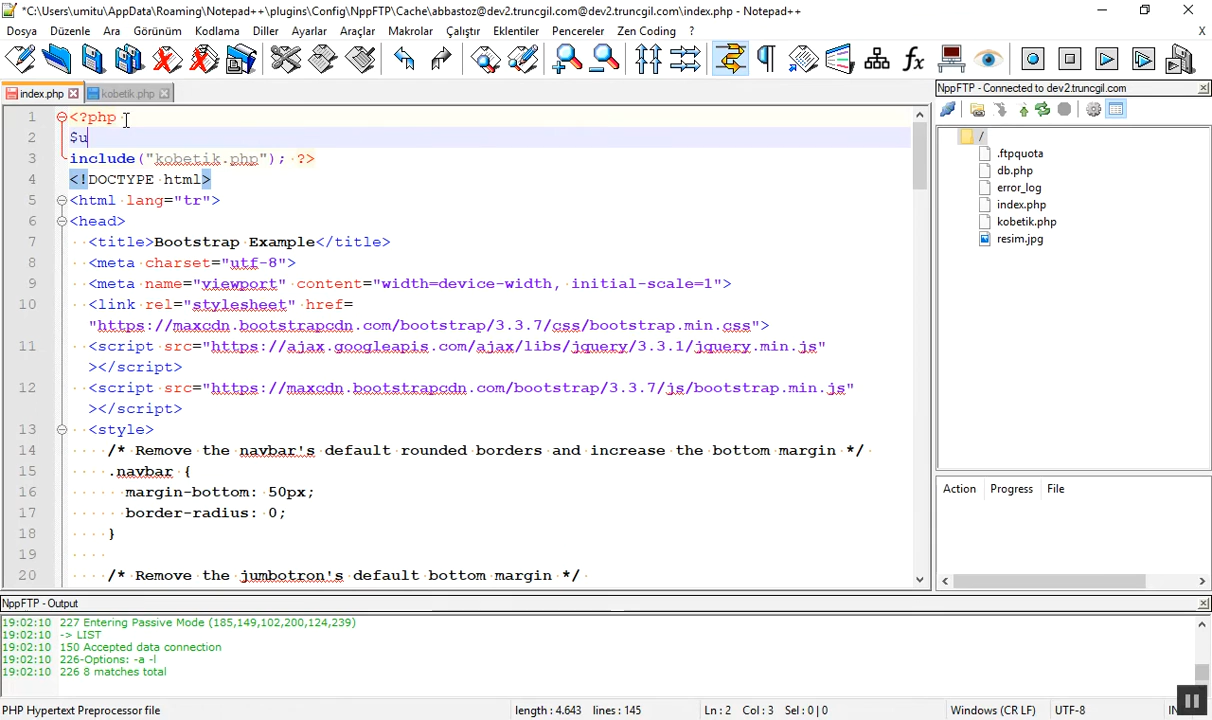 *C:\Users\umitu\AppData\Roaming\Notepad++\plugins\Config\NppFTP\Cache\abbastoz@dev2.truncgil.com@dev2.truncgil.com\index.php - Notepad++
Dosya Düzenle Ara Görünüm Kodlama Diller Ayarlar Araçlar Makrolar Çalıştır Eklentiler Pencereler Zen Coding ? X
index.php kobetik.php
NppFTP - Connected to dev2.truncgil.com
1 <?php
2 $u
3 include("kobetik.php"); ?>
4 <!DOCTYPE html>
5 <html lang="tr">
6 <head>
7 <title>Bootstrap Example</title>
8 <meta charset="utf-8">
9 <meta name="viewport" content="width=device-width, initial-scale=1">
10 <link rel="stylesheet" href=
"https://maxcdn.bootstrapcdn.com/bootstrap/3.3.7/css/bootstrap.min.css">
11 <script src="https://ajax.googleapis.com/ajax/libs/jquery/3.3.1/jquery.min.js"
></script>
12 <script src="https://maxcdn.bootstrapcdn.com/bootstrap/3.3.7/js/bootstrap.min.js"
></script>
13 <style>
14 /* Remove the navbar's default rounded borders and increase the bottom margin */
15 .navbar {
16 margin-bottom: 50px;
17 border-radius: 0;
18 }
19
20 /* Remove the jumbotron's default bottom margin */
/
.ftpquota
db.php
error_log
index.php
kobetik.php
resim.jpg
Action Progress File
NppFTP - Output
19:02:10 227 Entering Passive Mode (185,149,102,200,124,239)
19:02:10 -> LIST
19:02:10 150 Accepted data connection
19:02:10 226-Options: -a -l
19:02:10 226 8 matches total
PHP Hypertext Preprocessor file length : 4.643 lines : 145 Ln : 2 Col : 3 Sel : 0 | 0 Windows (CR LF) UTF-8